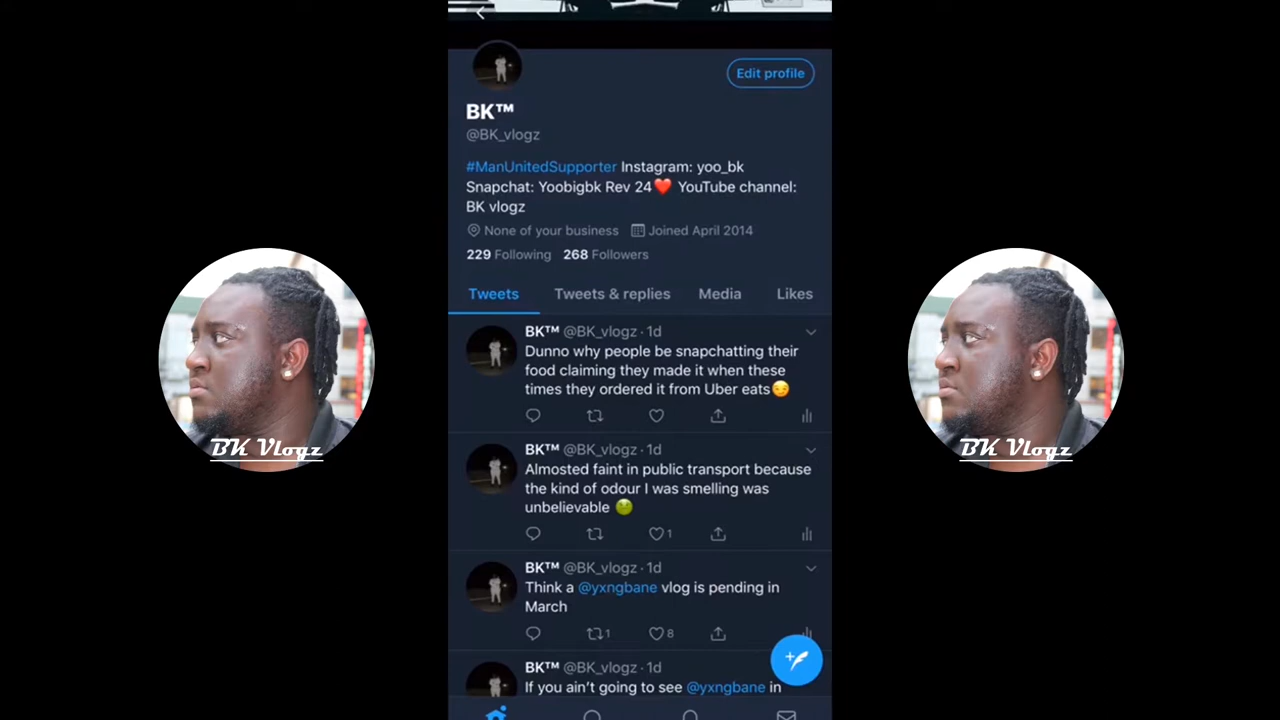 Edit profile
BK™
@BK_vlogz
#ManUnitedSupporter Instagram: yoo_bk
Snapchat: Yoobigbk Rev 24❤️ YouTube channel:
BK vlogz
None of your business Joined April 2014
229 Following 268 Followers
Tweets Tweets & replies Media Likes
BK™ @BK_vlogz · 1d
Dunno why people be snapchatting their
food claiming they made it when these
times they ordered it from Uber eats😏
BK™ @BK_vlogz · 1d
Almosted faint in public transport because
the kind of odour I was smelling was
unbelievable 🤢
1
BK™ @BK_vlogz · 1d
Think a @yxngbane vlog is pending in
March
1 8
BK™ @BK_vlogz · 1d
If you ain't going to see @yxngbane in
BK Vlogz
BK Vlogz